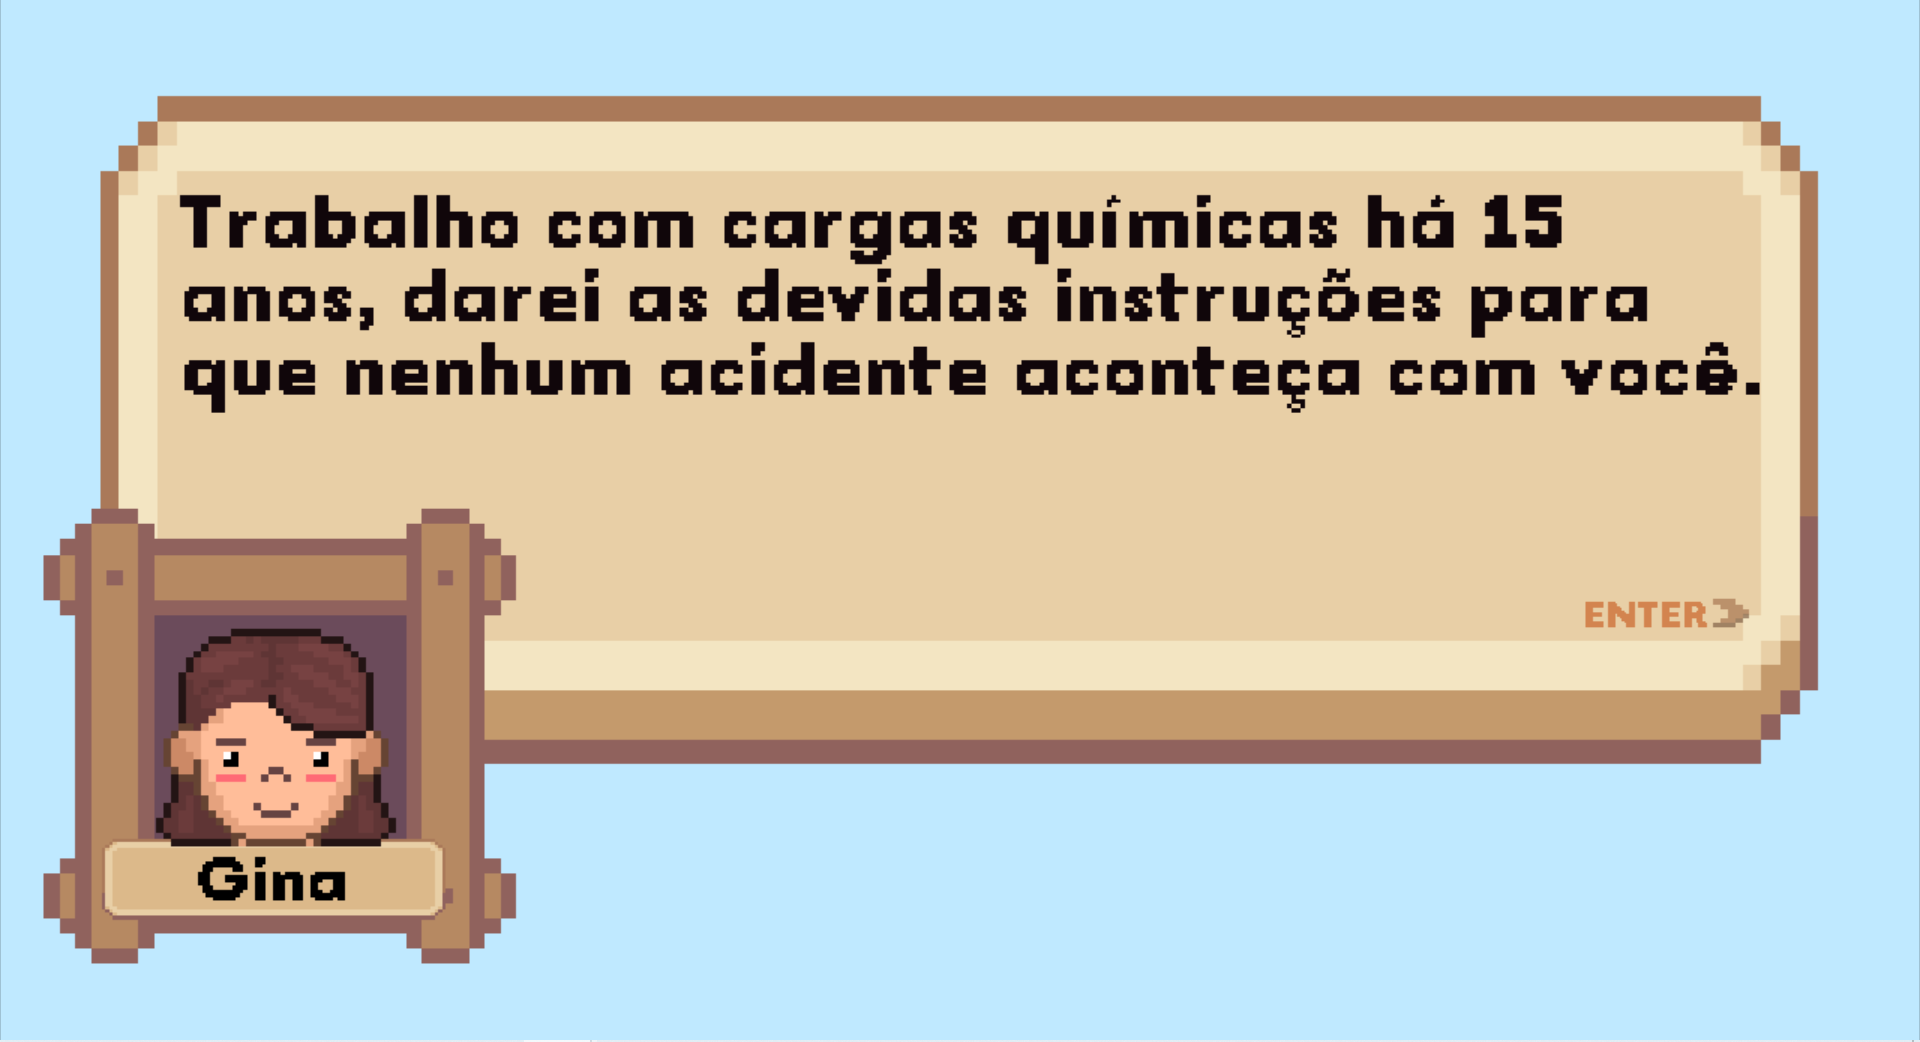 Trabalho com cargas químicas há 15
anos, darei as devidas instruções para
que nenhum acidente aconteça com você.
ENTER
Gina